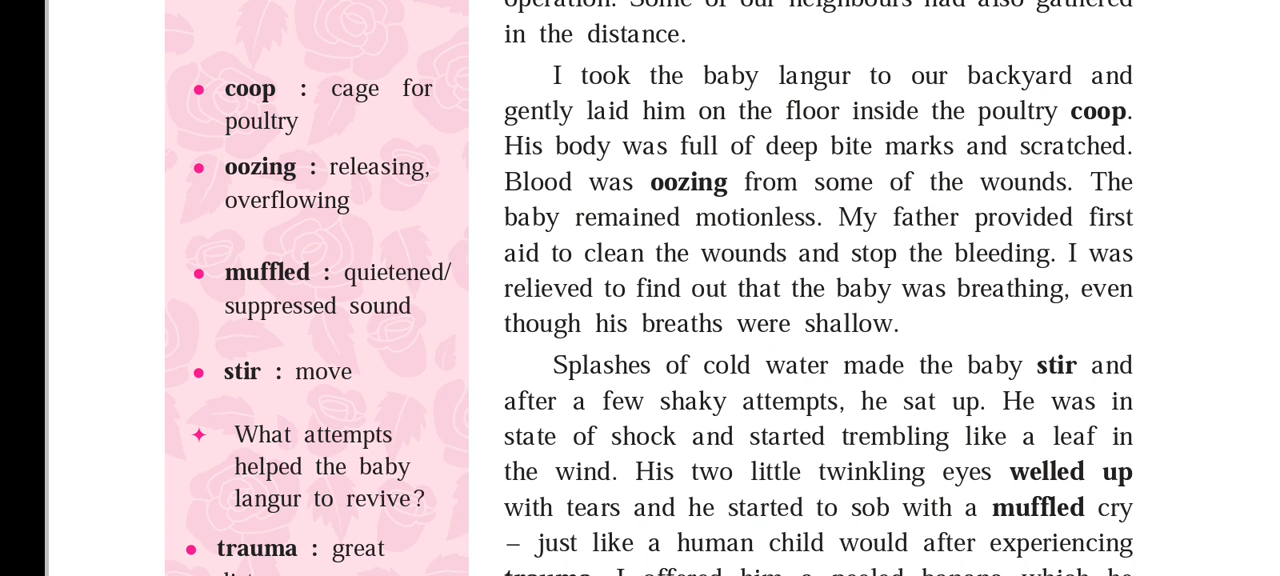 in the distance.
I took the baby langur to our backyard and
gently laid him on the floor inside the poultry coop.
His body was full of deep bite marks and scratched.
Blood was oozing from some of the wounds. The
baby remained motionless. My father provided first
aid to clean the wounds and stop the bleeding. I was
relieved to find out that the baby was breathing, even
though his breaths were shallow.
Splashes of cold water made the baby stir and
after a few shaky attempts, he sat up. He was in
state of shock and started trembling like a leaf in
the wind. His two little twinkling eyes welled up
with tears and he started to sob with a muffled cry
– just like a human child would after experiencing
• coop : cage for
poultry
• oozing : releasing,
overflowing
• muffled : quietened/
suppressed sound
• stir : move
✦ What attempts
helped the baby
langur to revive?
• trauma : great